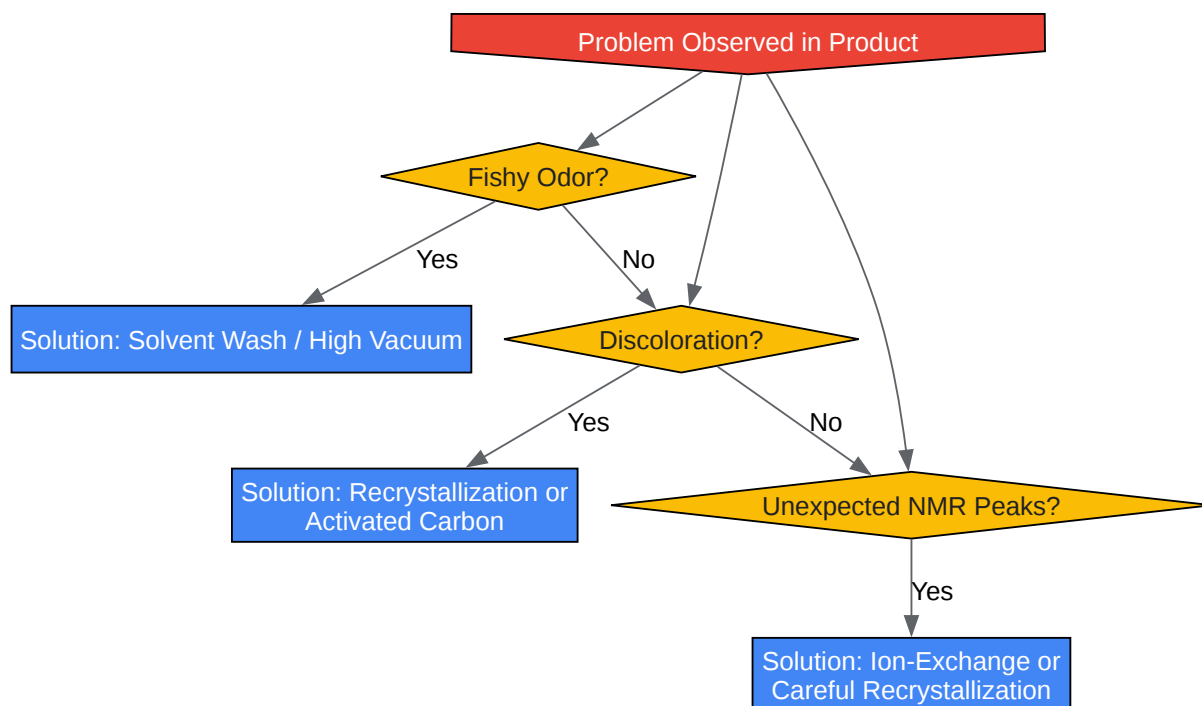 Problem Observed in Product
Fishy Odor?
Yes
No
Solution: Solvent Wash / High Vacuum
Discoloration?
Yes
No
Solution: Recrystallization or
Activated Carbon
Unexpected NMR Peaks?
Yes
Solution: Ion-Exchange or
Careful Recrystallization